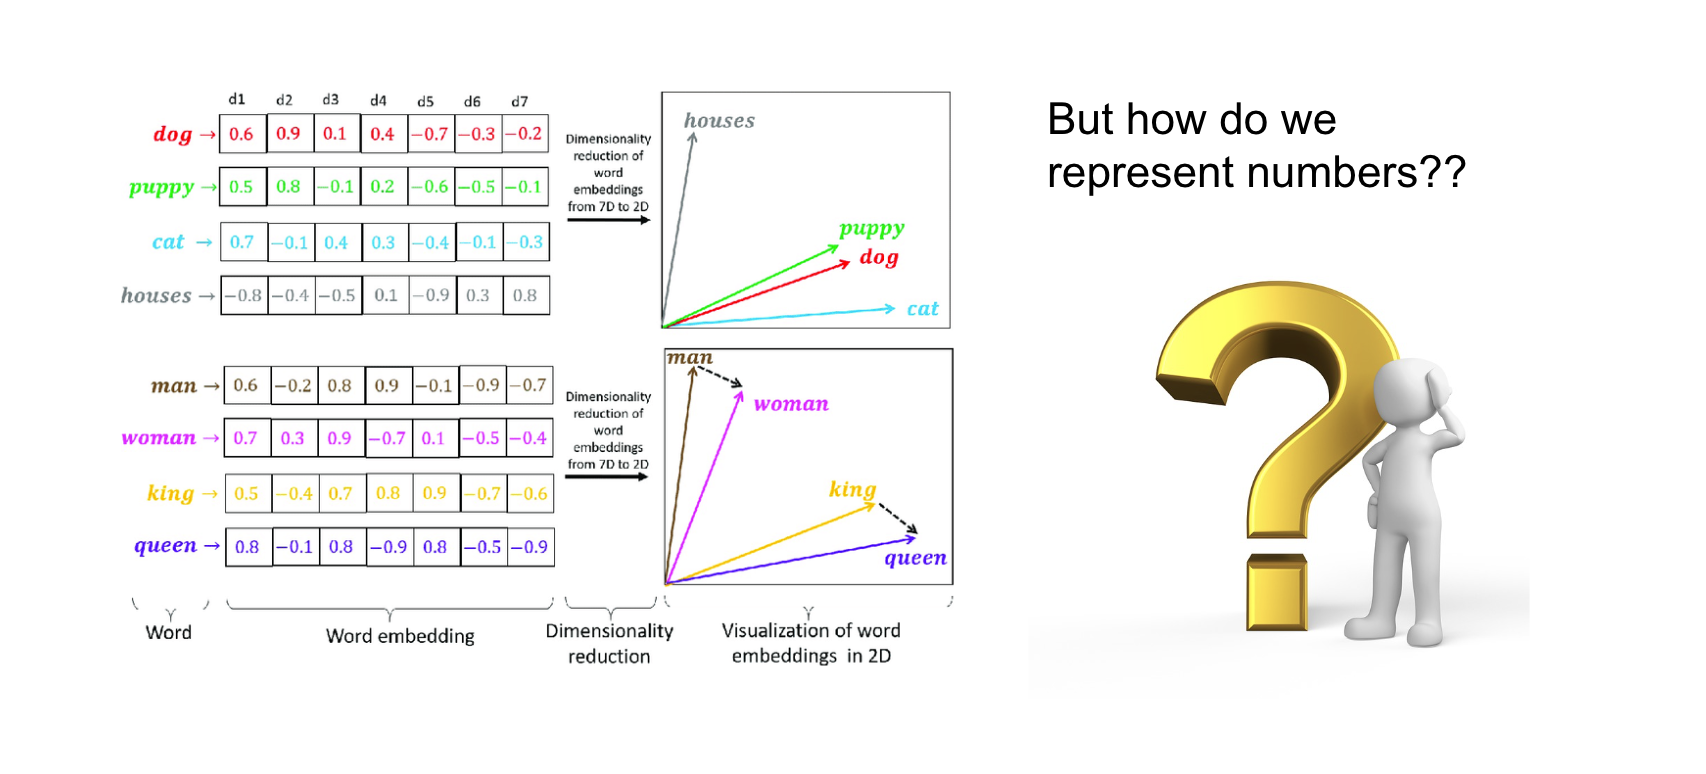 d1 d2 d3 d4 d5 d6 d7
dog → 0.6 0.9 0.1 0.4 −0.7 −0.3 −0.2
puppy → 0.5 0.8 −0.1 0.2 −0.6 −0.5 −0.1
cat → 0.7 −0.1 0.4 0.3 −0.4 −0.1 −0.3
houses → −0.8 −0.4 −0.5 0.1 −0.9 0.3 0.8
Dimensionality
reduction of
word
embeddings
from 7D to 2D
houses
puppy
dog
cat
man → 0.6 −0.2 0.8 0.9 −0.1 −0.9 −0.7
woman → 0.7 0.3 0.9 −0.7 0.1 −0.5 −0.4
king → 0.5 −0.4 0.7 0.8 0.9 −0.7 −0.6
queen → 0.8 −0.1 0.8 −0.9 0.8 −0.5 −0.9
Dimensionality
reduction of
word
embeddings
from 7D to 2D
man
woman
king
queen
Word
Word embedding
Dimensionality
reduction
Visualization of word
embeddings in 2D
But how do we
represent numbers??